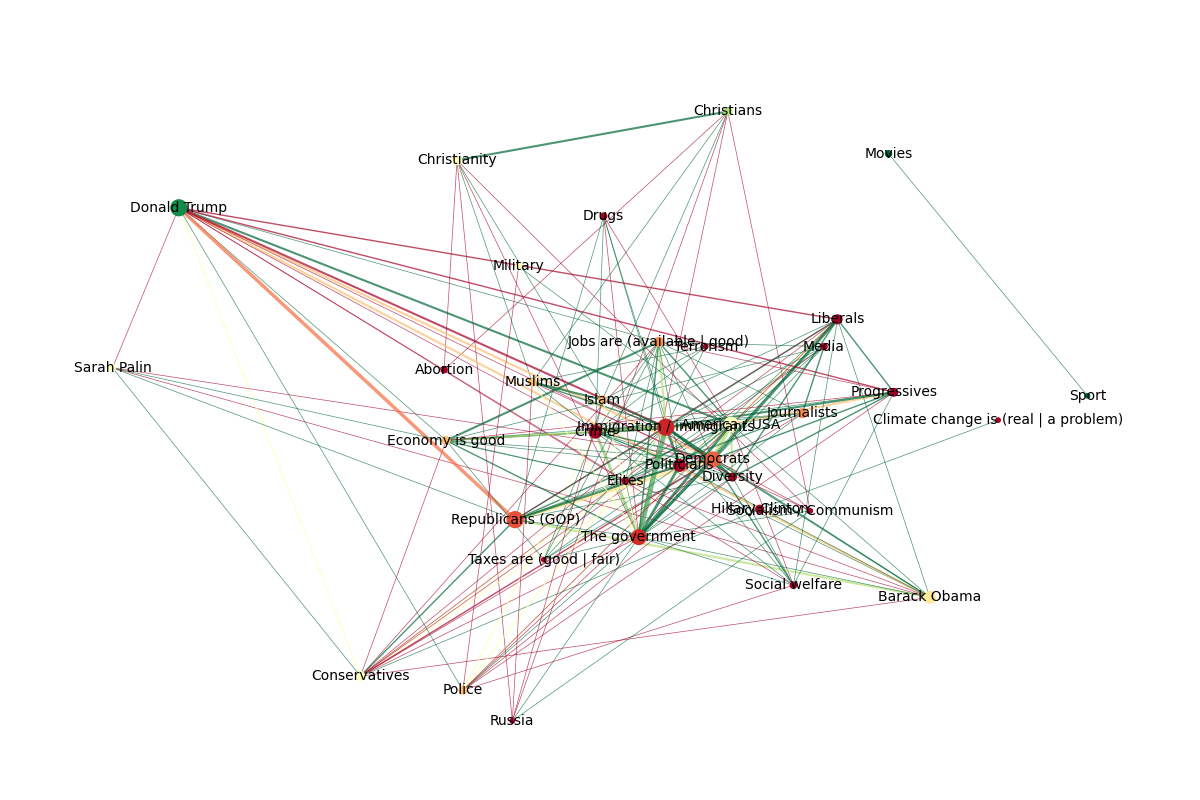 Christians
Movies
Christianity
Donald Trump
Drugs
Military
Liberals
Jobs are (available | good)
Terrorism
Media
Sarah Palin
Abortion
Muslims
Progressives
Sport
Islam
Journalists
Climate change is (real | a problem)
Immigration / immigrants
America / USA
Crime
Economy is good
Democrats
Politicians
Diversity
Elites
Hillary Clinton
Socialism / Communism
Republicans (GOP)
The government
Taxes are (good | fair)
Social welfare
Barack Obama
Conservatives
Police
Russia